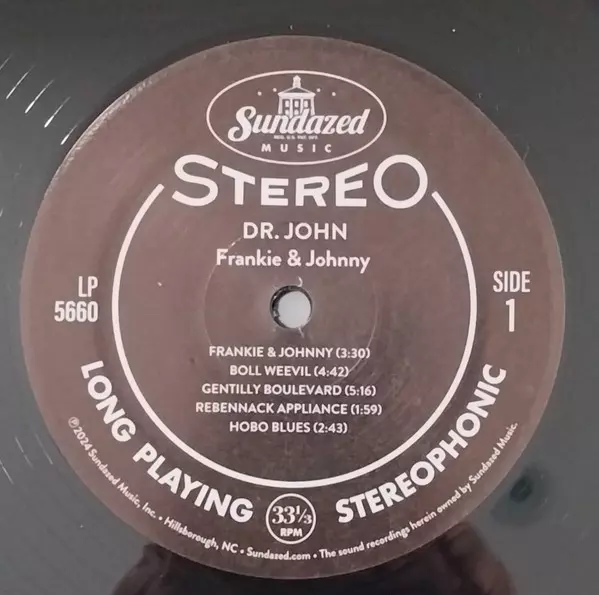 Sundazed
MUSIC
STEREO
DR. JOHN
Frankie & Johnny
LP
5660
SIDE
1
FRANKIE & JOHNNY (3:30)
BOLL WEEVIL (4:42)
GENTILLY BOULEVARD (5:16)
REBENNACK APPLIANCE (1:59)
HOBO BLUES (2:43)
LONG PLAYING
33 1/3
RPM
STEREOPHONIC
℗2024 Sundazed Music, Inc. • Hillsborough, NC • Sundazed.com • The sound recordings herein owned by Sundazed Music.